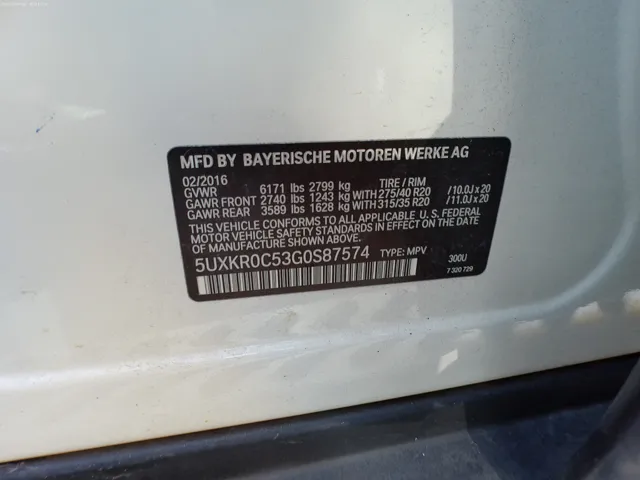 MFD BY BAYERISCHE MOTOREN WERKE AG
02/2016
GVWR 6171 lbs 2799 kg TIRE / RIM
GAWR FRONT 2740 lbs 1243 kg WITH 275/40 R20 /10.0J x 20
GAWR REAR 3589 lbs 1628 kg WITH 315/35 R20 /11.0J x 20
THIS VEHICLE CONFORMS TO ALL APPLICABLE U. S. FEDERAL
MOTOR VEHICLE SAFETY STANDARDS IN EFFECT ON THE DATE
OF MANUFACTURE SHOWN ABOVE.
5UXKR0C53G0S87574 TYPE: MPV
300U
7 320 729